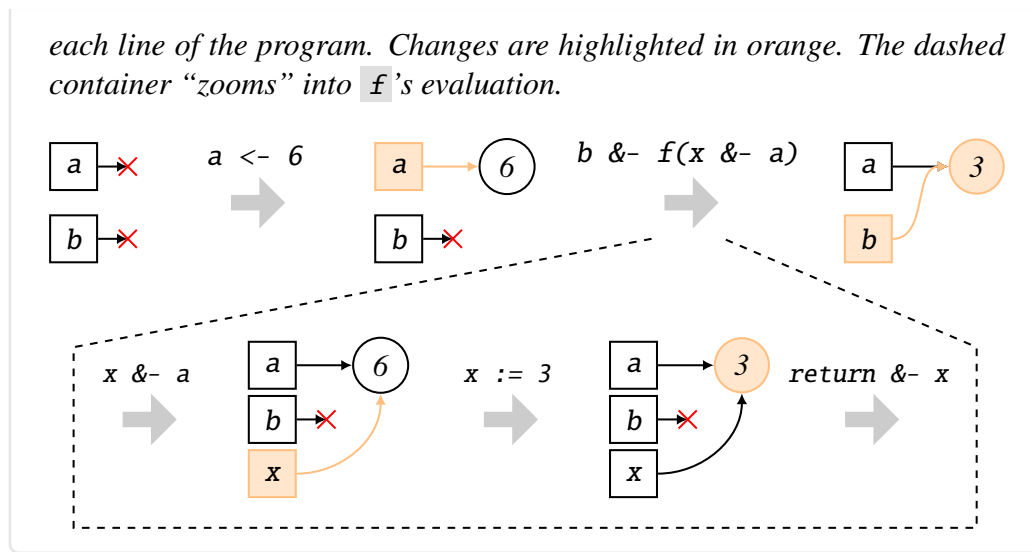 each line of the program. Changes are highlighted in orange. The dashed
container “zooms” into f ’s evaluation.
a
b
a <- 6
a
6
b
b &- f(x &- a)
a
3
b
x &- a
a
6
b
x
x := 3
a
3
b
x
return &- x